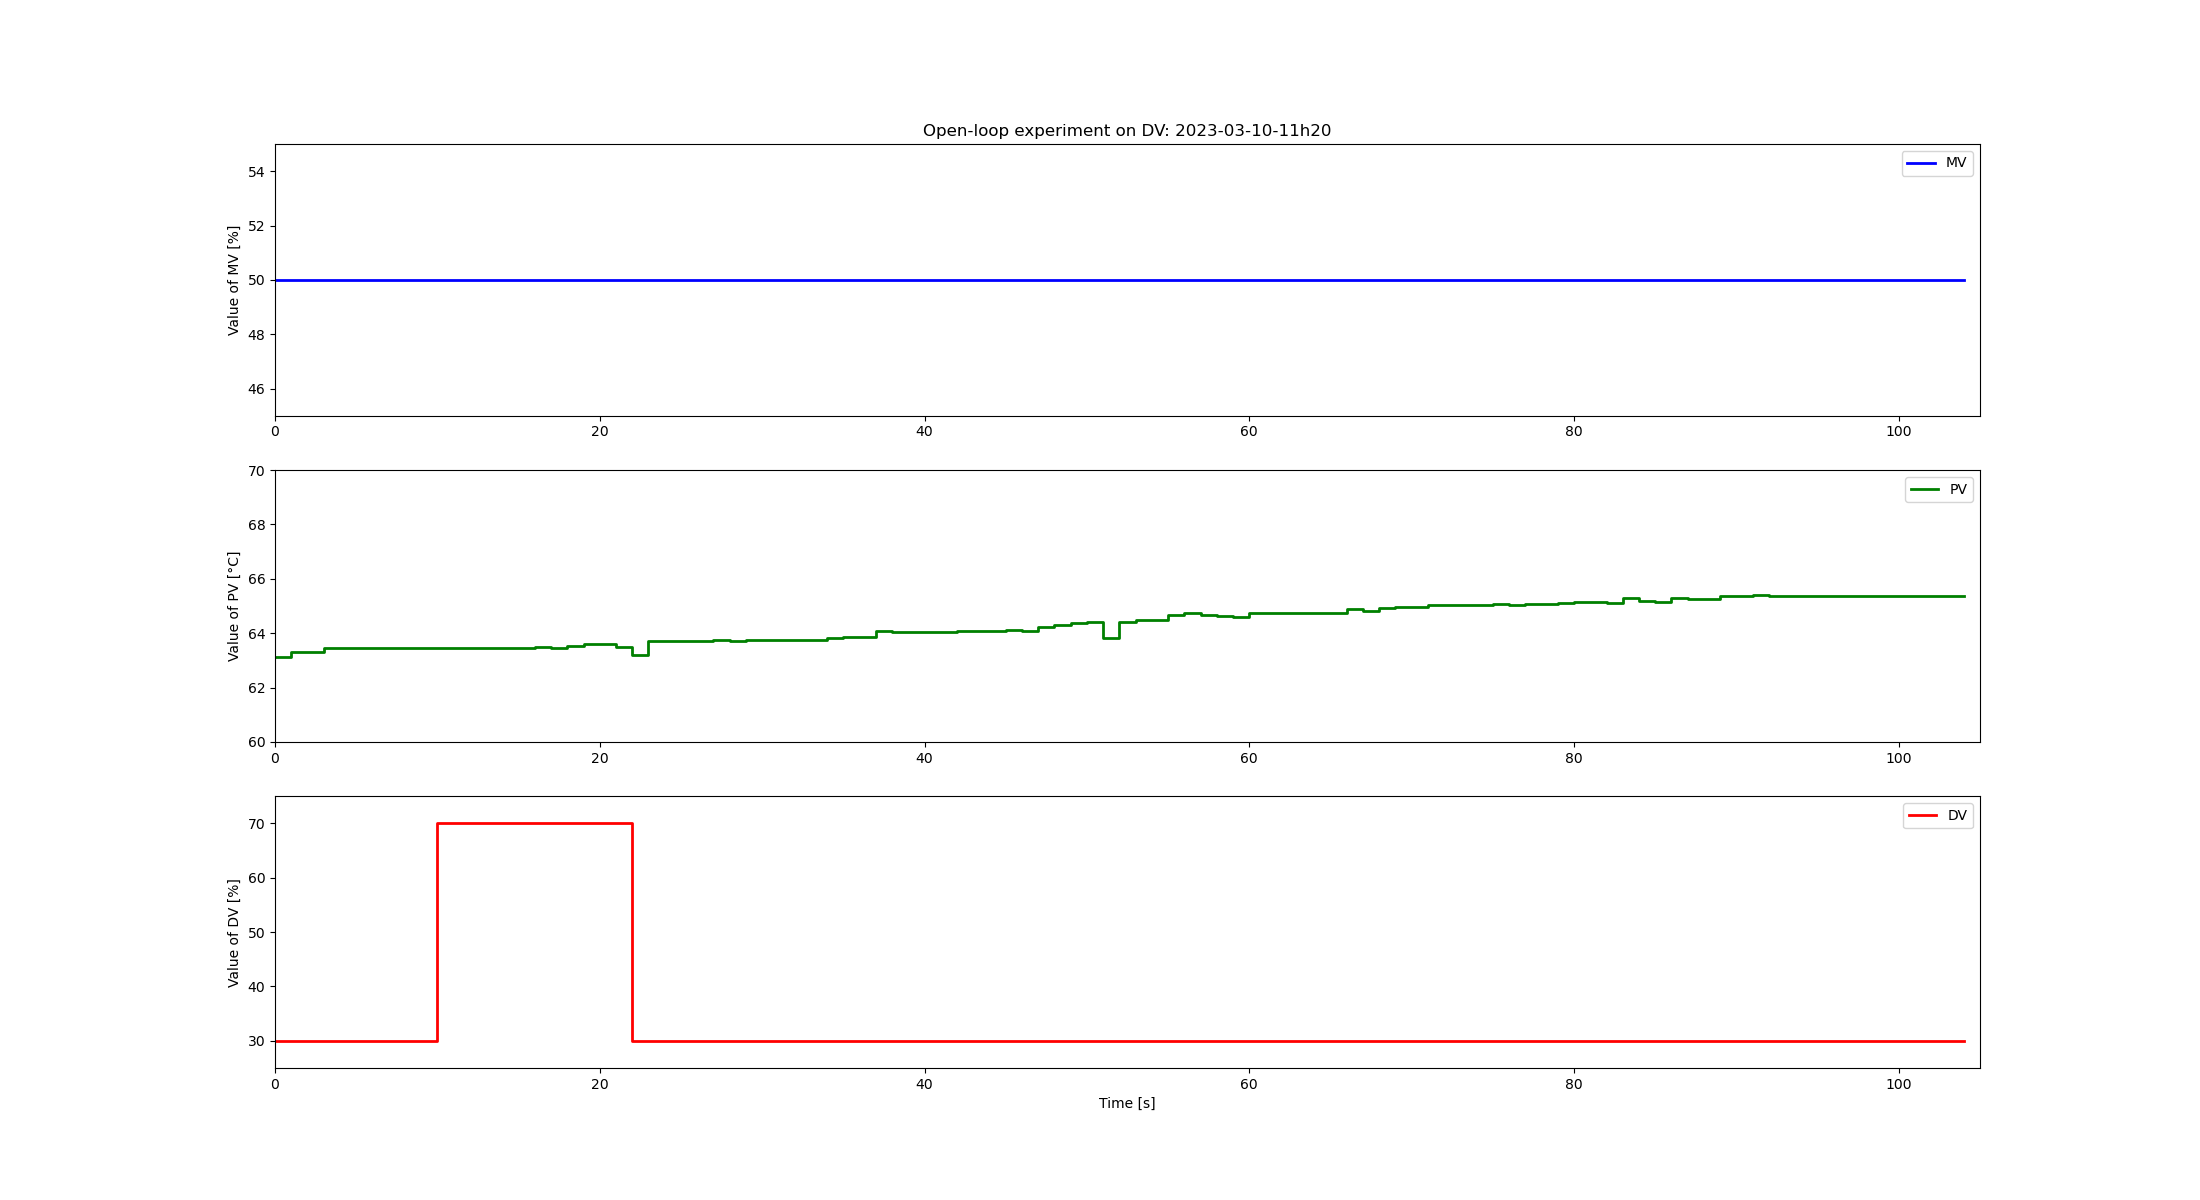 Open-loop experiment on DV: 2023-03-10-11h20
Value of MV [%]
54
52
50
48
46
MV
0 20 40 60 80 100
Value of PV [°C]
70
68
66
64
62
60
PV
0 20 40 60 80 100
Value of DV [%]
70
60
50
40
30
DV
0 20 40 60 80 100
Time [s]